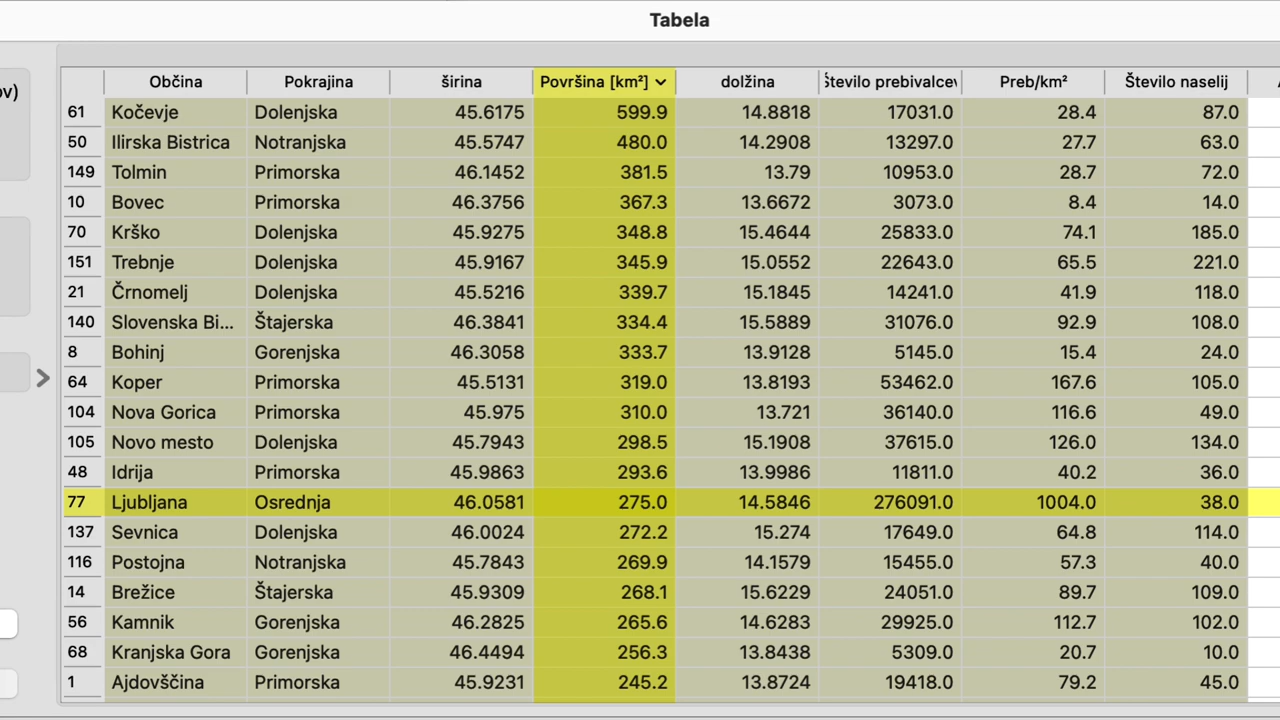 Tabela
ov)
Občina Pokrajina širina Površina [km²] dolžina Število prebivalcev Preb/km² Število naselij
61 Kočevje Dolenjska 45.6175 599.9 14.8818 17031.0 28.4 87.0
50 Ilirska Bistrica Notranjska 45.5747 480.0 14.2908 13297.0 27.7 63.0
149 Tolmin Primorska 46.1452 381.5 13.79 10953.0 28.7 72.0
10 Bovec Primorska 46.3756 367.3 13.6672 3073.0 8.4 14.0
70 Krško Dolenjska 45.9275 348.8 15.4644 25833.0 74.1 185.0
151 Trebnje Dolenjska 45.9167 345.9 15.0552 22643.0 65.5 221.0
21 Črnomelj Dolenjska 45.5216 339.7 15.1845 14241.0 41.9 118.0
140 Slovenska Bi... Štajerska 46.3841 334.4 15.5889 31076.0 92.9 108.0
8 Bohinj Gorenjska 46.3058 333.7 13.9128 5145.0 15.4 24.0
64 Koper Primorska 45.5131 319.0 13.8193 53462.0 167.6 105.0
104 Nova Gorica Primorska 45.975 310.0 13.721 36140.0 116.6 49.0
105 Novo mesto Dolenjska 45.7943 298.5 15.1908 37615.0 126.0 134.0
48 Idrija Primorska 45.9863 293.6 13.9986 11811.0 40.2 36.0
77 Ljubljana Osrednja 46.0581 275.0 14.5846 276091.0 1004.0 38.0
137 Sevnica Dolenjska 46.0024 272.2 15.274 17649.0 64.8 114.0
116 Postojna Notranjska 45.7843 269.9 14.1579 15455.0 57.3 40.0
14 Brežice Štajerska 45.9309 268.1 15.6229 24051.0 89.7 109.0
56 Kamnik Gorenjska 46.2825 265.6 14.6283 29925.0 112.7 102.0
68 Kranjska Gora Gorenjska 46.4494 256.3 13.8438 5309.0 20.7 10.0
1 Ajdovščina Primorska 45.9231 245.2 13.8724 19418.0 79.2 45.0